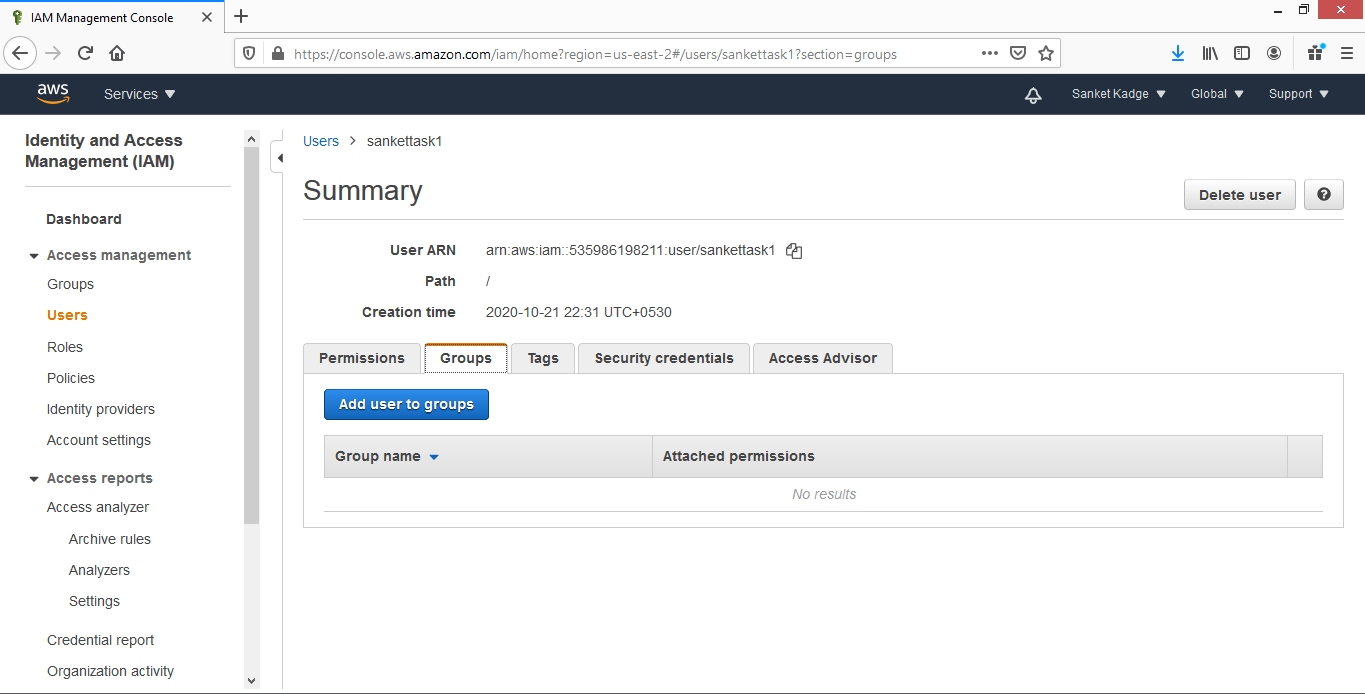 IAM Management Console
https://console.aws.amazon.com/iam/home?region=us-east-2#/users/sankettask1?section=groups
aws Services Sanket Kadge Global Support
Identity and Access
Management (IAM)
Dashboard
Access management
Groups
Users
Roles
Policies
Identity providers
Account settings
Access reports
Access analyzer
Archive rules
Analyzers
Settings
Credential report
Organization activity
Users > sankettask1
Summary
Delete user
User ARN arn:aws:iam::535986198211:user/sankettask1
Path /
Creation time 2020-10-21 22:31 UTC+0530
Permissions Groups Tags Security credentials Access Advisor
Add user to groups
Group name Attached permissions
No results